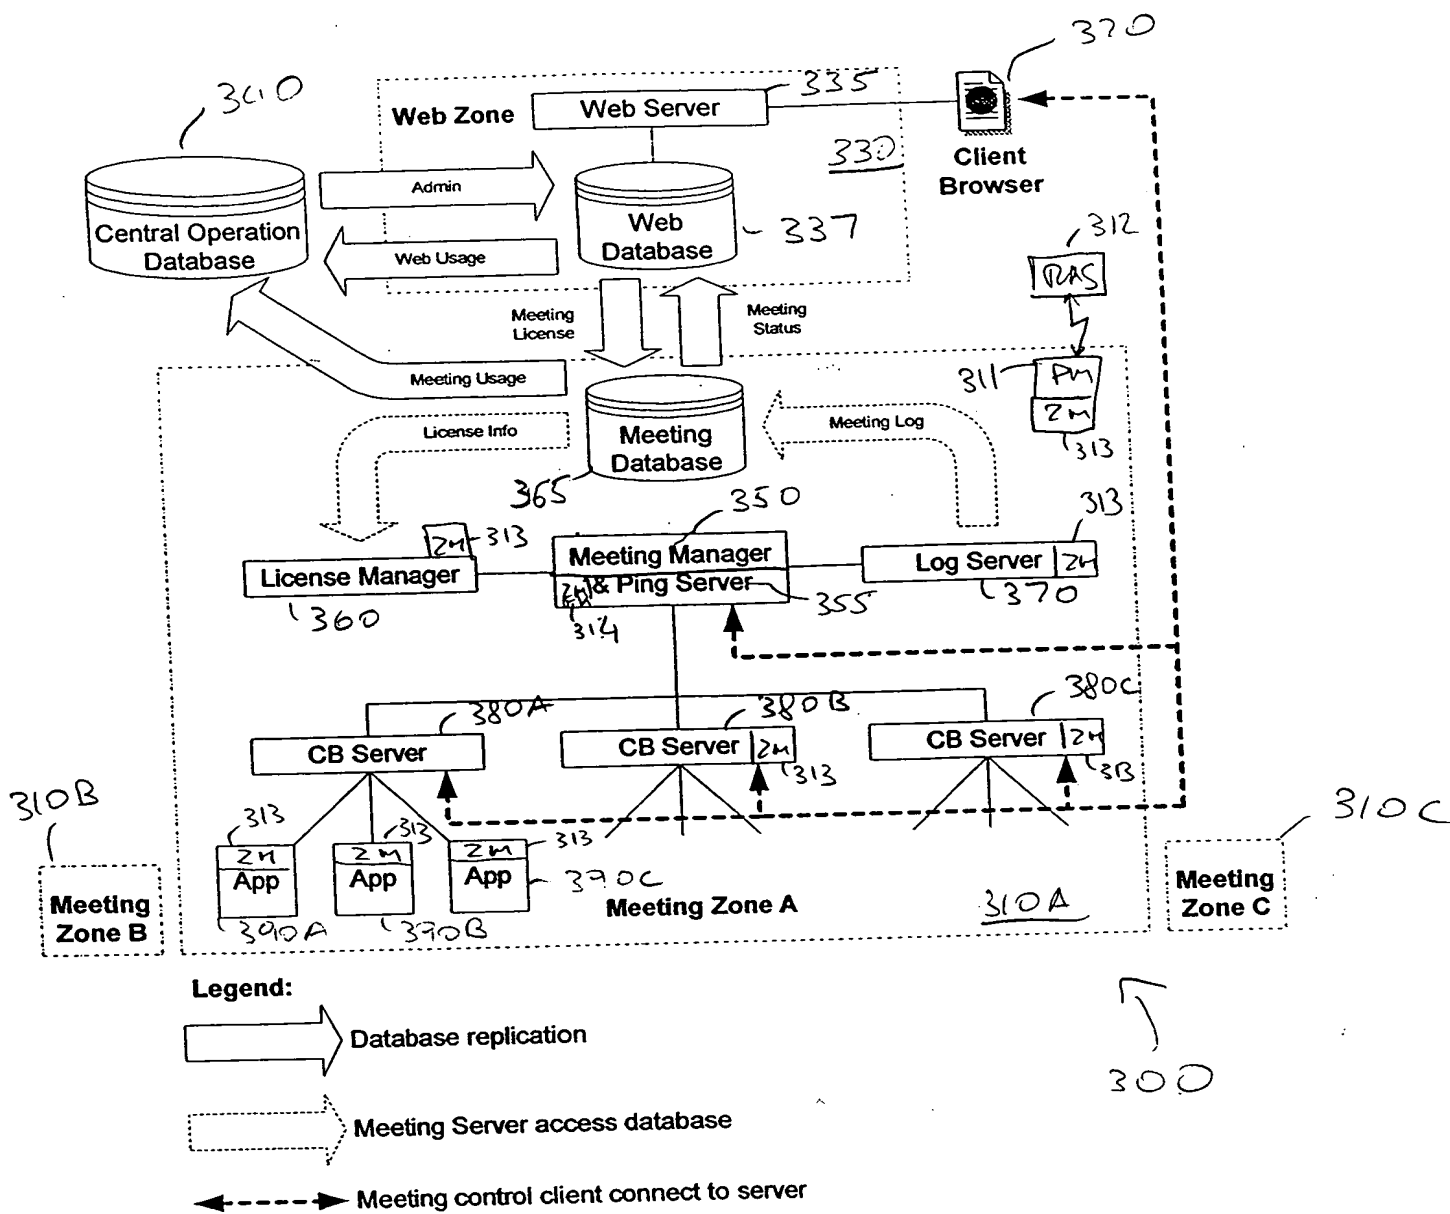 320
340
335
Web Zone
Web Server
330
Client
Browser
Admin
Central Operation
Database
Web
Database
337
Web Usage
312
RAS
Meeting
License
Meeting
Status
311
PM
ZM
313
Meeting Usage
License Info
Meeting
Database
Meeting Log
365
350
ZM
313
313
License Manager
Meeting Manager
& Ping Server
ZM
314
355
Log Server
ZM
360
370
380A
380B
380C
CB Server
CB Server
ZM
CB Server
ZM
313
313
310B
310C
313
313
313
ZM
App
ZM
App
ZM
App
390C
390A
390B
Meeting
Zone B
Meeting Zone A
310A
Meeting
Zone C
Legend:
Database replication
300
Meeting Server access database
Meeting control client connect to server